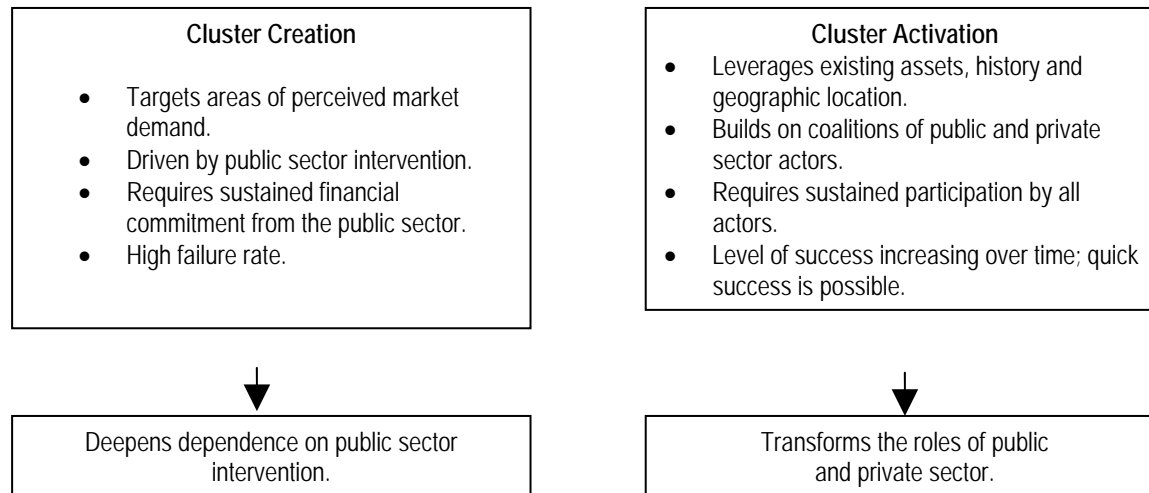 Cluster Creation
• Targets areas of perceived market
demand.
• Driven by public sector intervention.
• Requires sustained financial
commitment from the public sector.
• High failure rate.
Deepens dependence on public sector
intervention.
Cluster Activation
• Leverages existing assets, history and
geographic location.
• Builds on coalitions of public and private
sector actors.
• Requires sustained participation by all
actors.
• Level of success increasing over time; quick
success is possible.
Transforms the roles of public
and private sector.